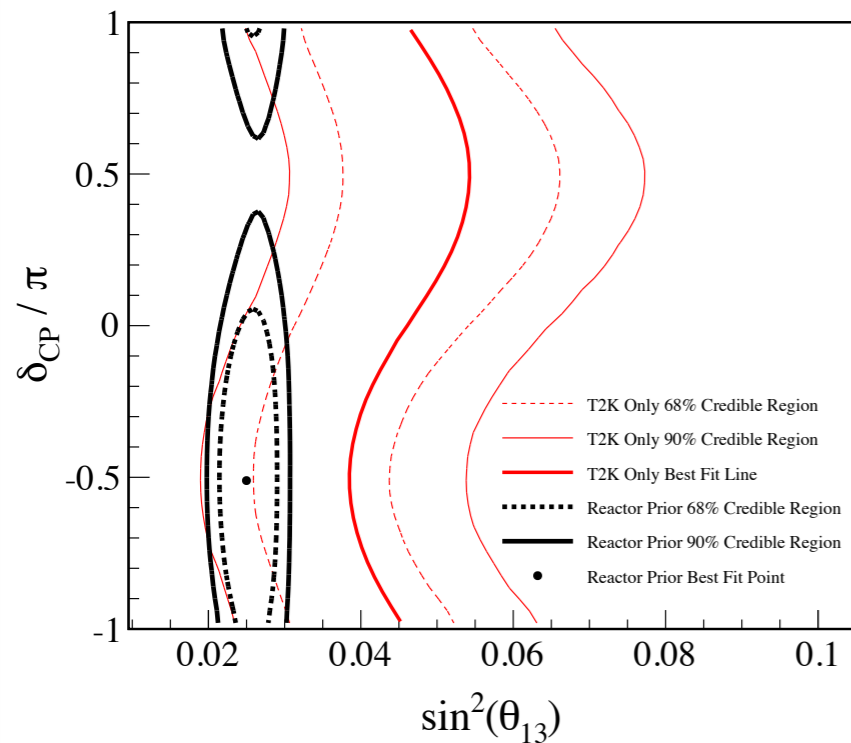 1
0.5
0
-0.5
-1
δCP / π
T2K Only 68% Credible Region
T2K Only 90% Credible Region
T2K Only Best Fit Line
Reactor Prior 68% Credible Region
Reactor Prior 90% Credible Region
Reactor Prior Best Fit Point
0.02 0.04 0.06 0.08 0.1
sin²(θ₁₃)